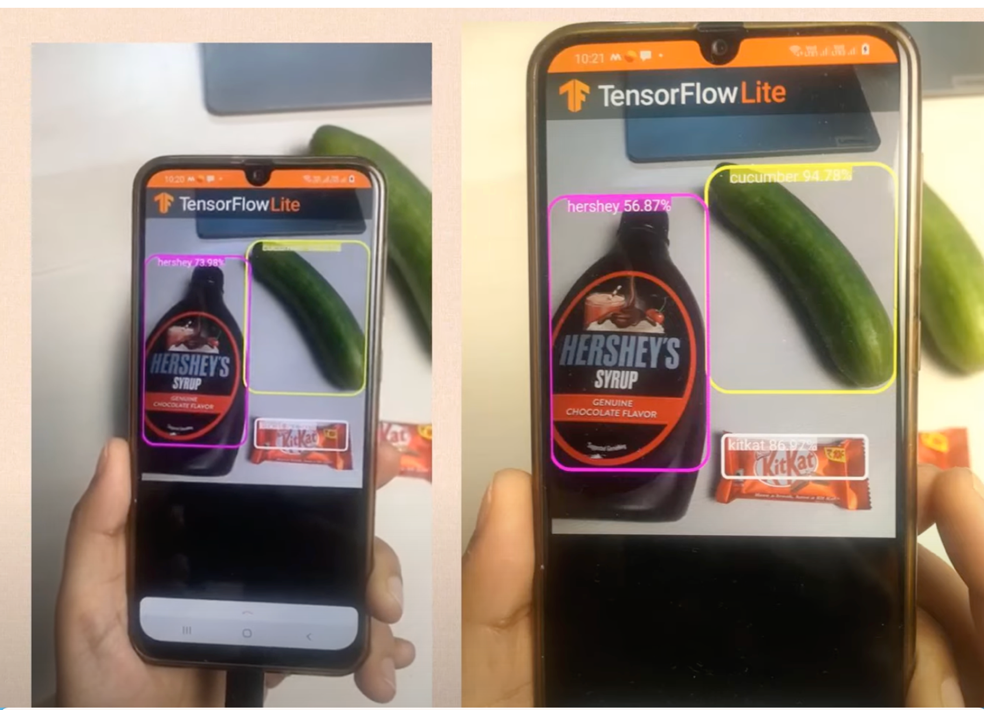 10:20
TensorFlow Lite
hershey 73.98%
HERSHEY'S
SYRUP
GENUINE
CHOCOLATE FLAVOR
KitKat
Kat
10:21
TensorFlow Lite
cucumber 94.78%
hershey 56.87%
HERSHEY'S
SYRUP
GENUINE
CHOCOLATE FLAVOR
kitkat 86.92%
KitKat